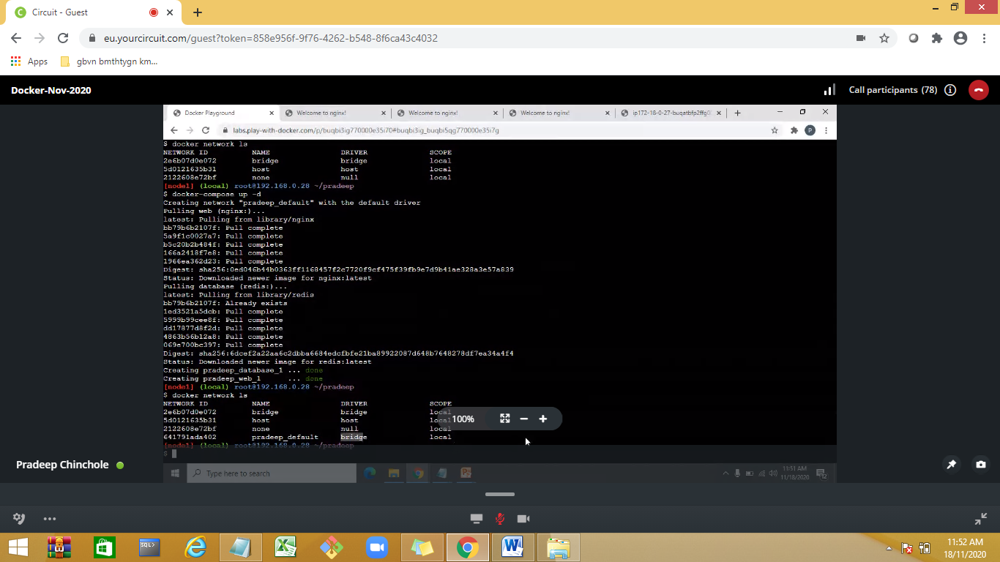 Circuit - Guest
eu.yourcircuit.com/guest?token=858e956f-9f76-4262-b548-8f6ca43c4032
Apps gbvn bmthtygn km...
Docker-Nov-2020
Call participants (78)
Docker Playground Welcome to nginx! Welcome to nginx! Welcome to nginx! ip172-18-0-27-buqatbfp2ffg0
labs.play-with-docker.com/p/buqbi3ig770000e35i70#buqbi3ig_buqbi5qg770000e35i7g
$ docker network ls
NETWORK ID NAME DRIVER SCOPE
2e6b07d0e072 bridge bridge local
5d0121635b31 host host local
2122608e72bf none null local
[node1] (local) root@192.168.0.28 ~/pradeep
$ docker-compose up -d
Creating network "pradeep_default" with the default driver
Pulling web (nginx:)...
latest: Pulling from library/nginx
bb79b6b2107f: Pull complete
5a9f1c0027a7: Pull complete
b5c20b2b484f: Pull complete
166a2418f7e8: Pull complete
1966ea362d23: Pull complete
Digest: sha256:0ed046b44b0363ff1168457f2c7720f9cf475f39fb9e7d9b41ae328a3e57a839
Status: Downloaded newer image for nginx:latest
Pulling database (redis:)...
latest: Pulling from library/redis
bb79b6b2107f: Already exists
1ed3521a5dcb: Pull complete
5999b99cee8f: Pull complete
dd17877d8f2d: Pull complete
4863b56b12a8: Pull complete
069e700bc397: Pull complete
Digest: sha256:6dcef2a22aa6c2dbba6684edcfbfe21ba89922087d648b7648278df7ea34a4f4
Status: Downloaded newer image for redis:latest
Creating pradeep_database_1 ... done
Creating pradeep_web_1 ... done
[node1] (local) root@192.168.0.28 ~/pradeep
$ docker network ls
NETWORK ID NAME DRIVER SCOPE
2e6b07d0e072 bridge bridge local
5d0121635b31 host host local
2122608e72bf none null local
641791ada402 pradeep_default bridge local
[node1] (local) root@192.168.0.28 ~/pradeep
$
100%
Pradeep Chinchole
Type here to search
11:51 AM
11/18/2020
12
SQL>
11:52 AM
18/11/2020